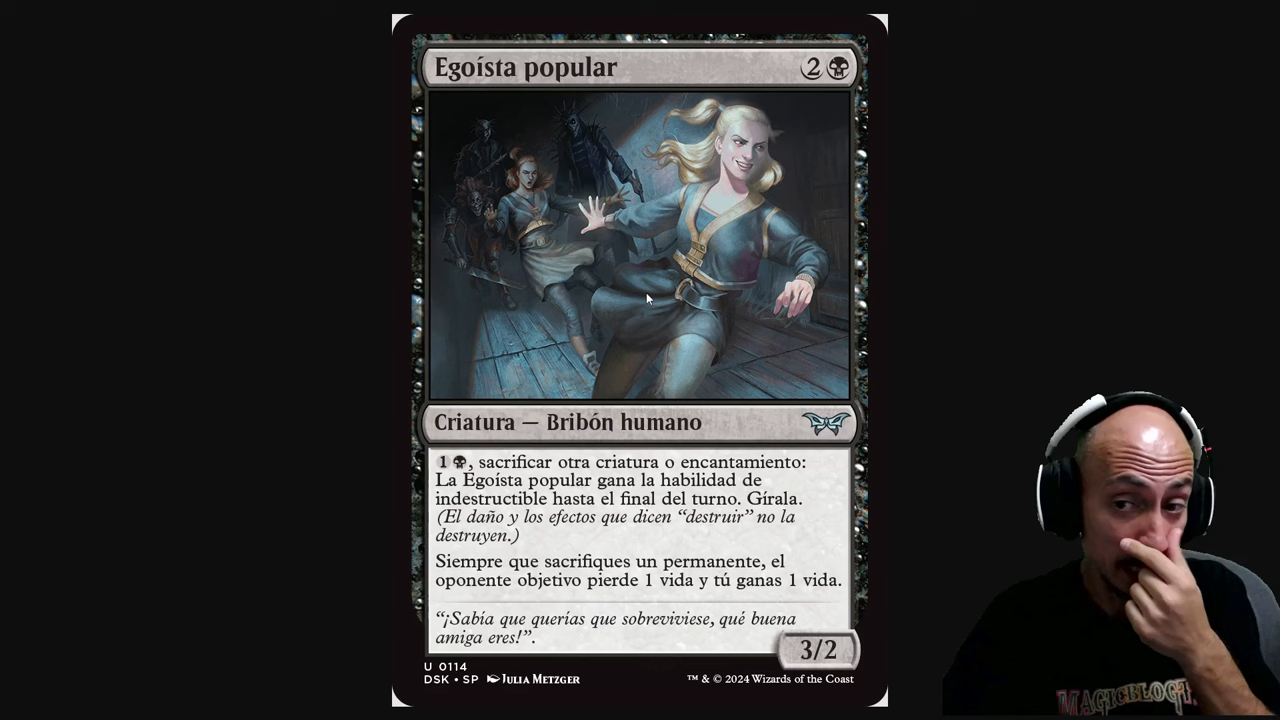 Egoísta popular
2
Criatura — Bribón humano
1, sacrificar otra criatura o encantamiento:
La Egoísta popular gana la habilidad de
indestructible hasta el final del turno. Gírala.
(El daño y los efectos que dicen “destruir” no la
destruyen.)
Siempre que sacrifiques un permanente, el
oponente objetivo pierde 1 vida y tú ganas 1 vida.
“¡Sabía que querías que sobreviviese, qué buena
amiga eres!”.
3/2
U 0114
DSK • SP JULIA METZGER
™ & © 2024 Wizards of the Coast